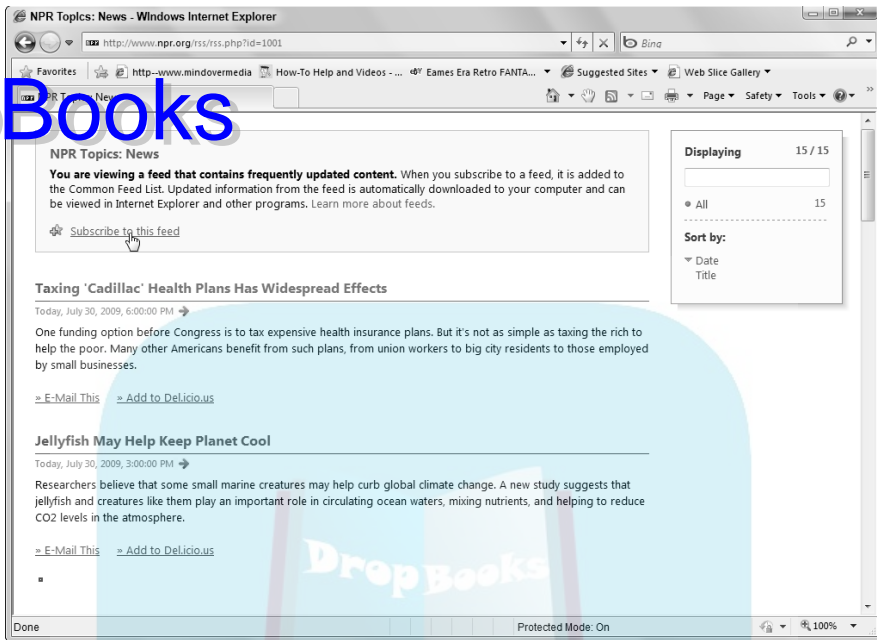 NPR Topics: News - Windows Internet Explorer
http://www.npr.org/rss/rss.php?id=1001
Bing
Favorites http--www.mindovermedia How-To Help and Videos - ... Eames Era Retro FANTA... Suggested Sites Web Slice Gallery
Page Safety Tools
Books
NPR Topics: News
You are viewing a feed that contains frequently updated content. When you subscribe to a feed, it is added to
the Common Feed List. Updated information from the feed is automatically downloaded to your computer and can
be viewed in Internet Explorer and other programs. Learn more about feeds.
Subscribe to this feed
Displaying 15 / 15
All 15
Sort by:
Date
Title
Taxing 'Cadillac' Health Plans Has Widespread Effects
Today, July 30, 2009, 6:00:00 PM
One funding option before Congress is to tax expensive health insurance plans. But it's not as simple as taxing the rich to
help the poor. Many other Americans benefit from such plans, from union workers to big city residents to those employed
by small businesses.
» E-Mail This » Add to Del.icio.us
Jellyfish May Help Keep Planet Cool
Today, July 30, 2009, 3:00:00 PM
Researchers believe that some small marine creatures may help curb global climate change. A new study suggests that
jellyfish and creatures like them play an important role in circulating ocean waters, mixing nutrients, and helping to reduce
CO2 levels in the atmosphere.
» E-Mail This » Add to Del.icio.us
DropBooks
Done Protected Mode: On 100%